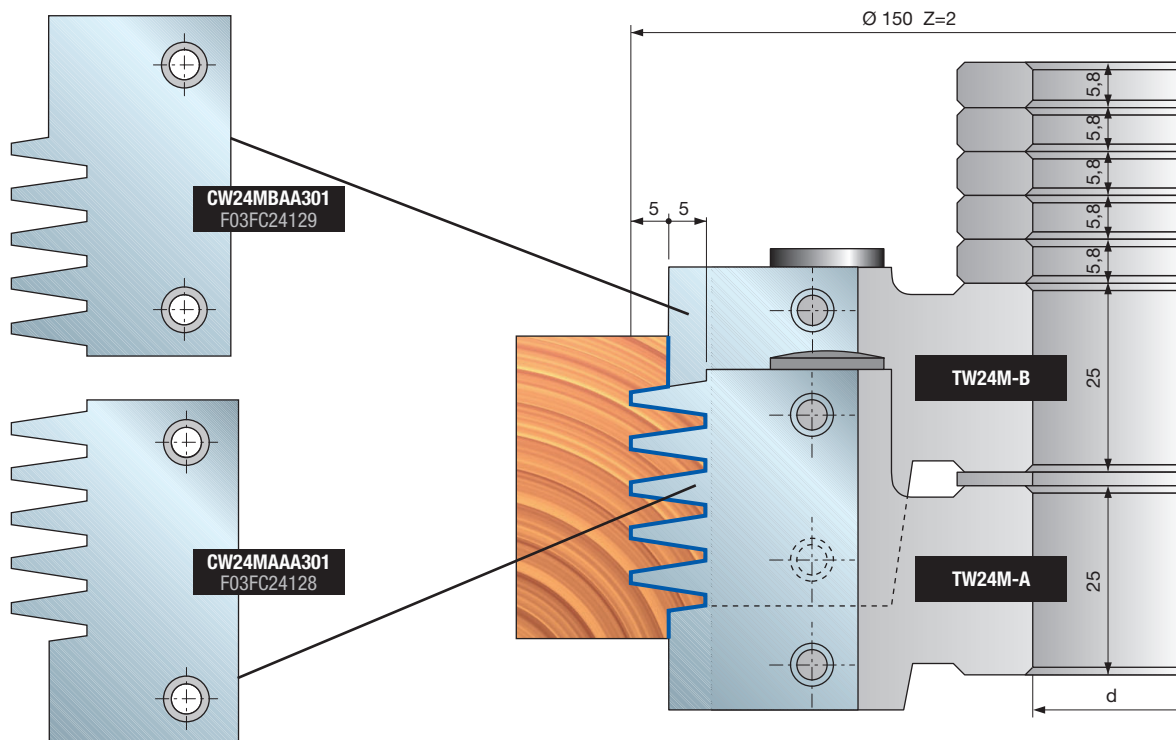 Ø 150 Z=2
5,8
5,8
5,8
5,8
5,8
CW24MBAA301
F03FC24129
5 5
TW24M-B
25
CW24MAAA301
F03FC24128
TW24M-A
25
d